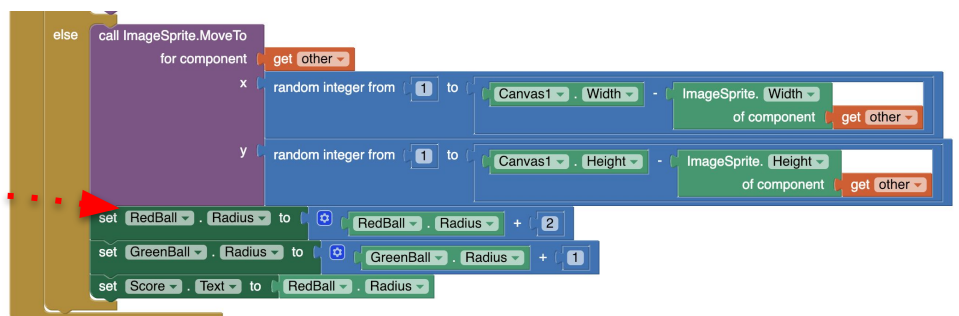 else call ImageSprite.MoveTo
for component get other
x random integer from 1 to Canvas1 . Width - ImageSprite. Width
of component get other
y random integer from 1 to Canvas1 . Height - ImageSprite. Height
of component get other
set RedBall . Radius to RedBall . Radius + 2
set GreenBall . Radius to GreenBall . Radius + 1
set Score . Text to RedBall . Radius